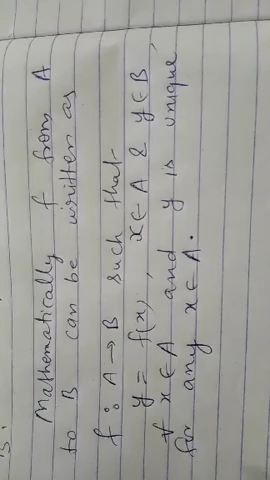 Mathematically f from A
to B can be written as
f : A → B such that
y = f(x), x ∈ A & y ∈ B,
∀ x ∈ A and y is unique
for any x ∈ A.